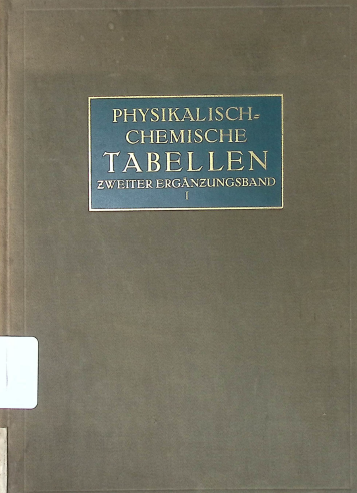 PHYSIKALISCH-
CHEMISCHE
TABELLEN
ZWEITER ERGÄNZUNGSBAND
I